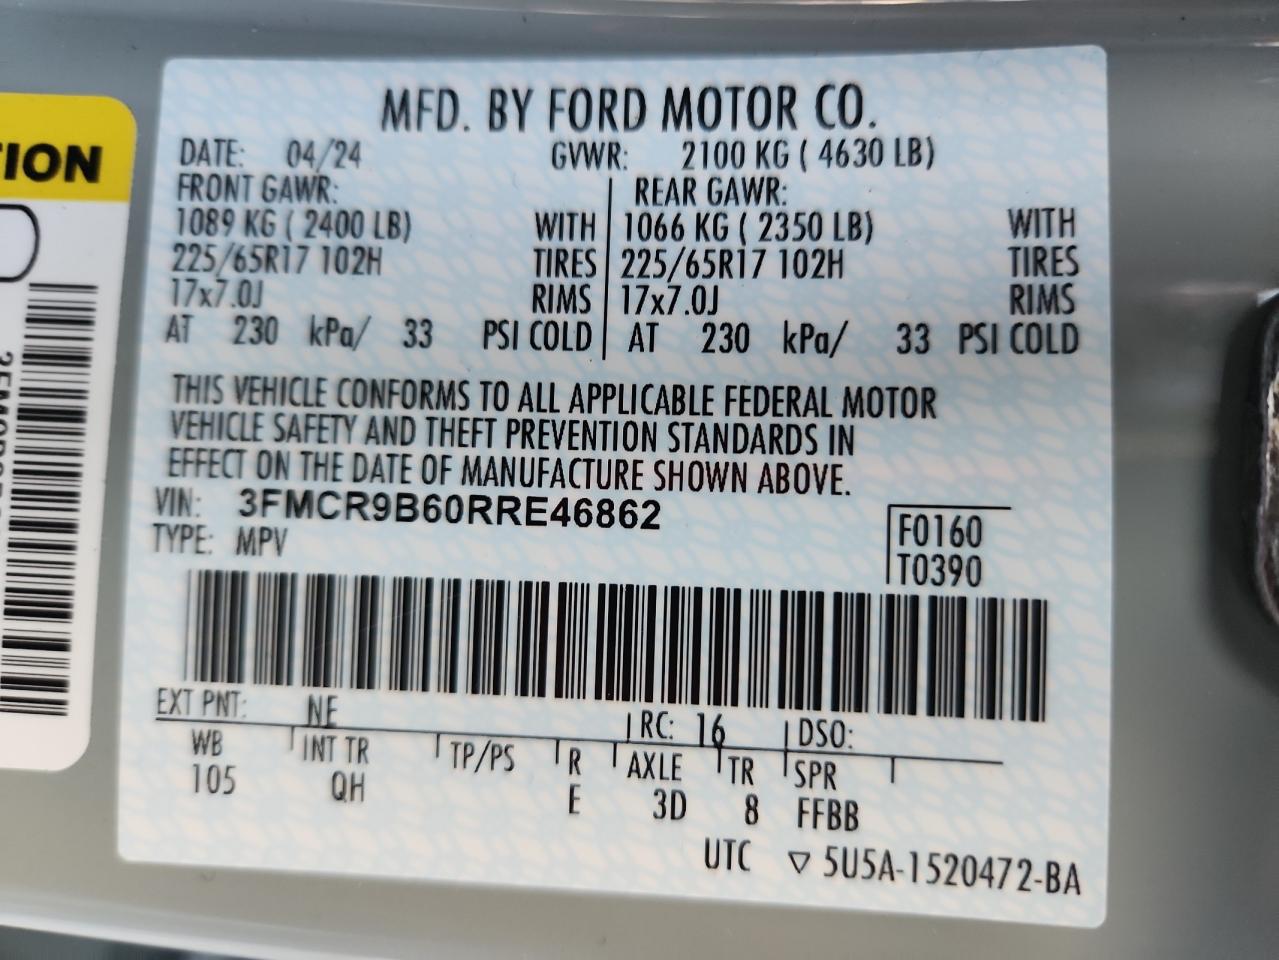 TION
MFD. BY FORD MOTOR CO.
DATE: 04/24 GVWR: 2100 KG ( 4630 LB)
FRONT GAWR: REAR GAWR:
1089 KG ( 2400 LB) WITH 1066 KG ( 2350 LB) WITH
225/65R17 102H TIRES 225/65R17 102H TIRES
17x7.0J RIMS 17x7.0J RIMS
AT 230 kPa/ 33 PSI COLD AT 230 kPa/ 33 PSI COLD
THIS VEHICLE CONFORMS TO ALL APPLICABLE FEDERAL MOTOR
VEHICLE SAFETY AND THEFT PREVENTION STANDARDS IN
EFFECT ON THE DATE OF MANUFACTURE SHOWN ABOVE.
VIN: 3FMCR9B60RRE46862
TYPE: MPV
F0160
T0390
EXT PNT: NE RC: 16 DSO:
WB INT TR TP/PS R AXLE TR SPR
105 QH E 3D 8 FFBB
UTC ▽ 5U5A-1520472-BA